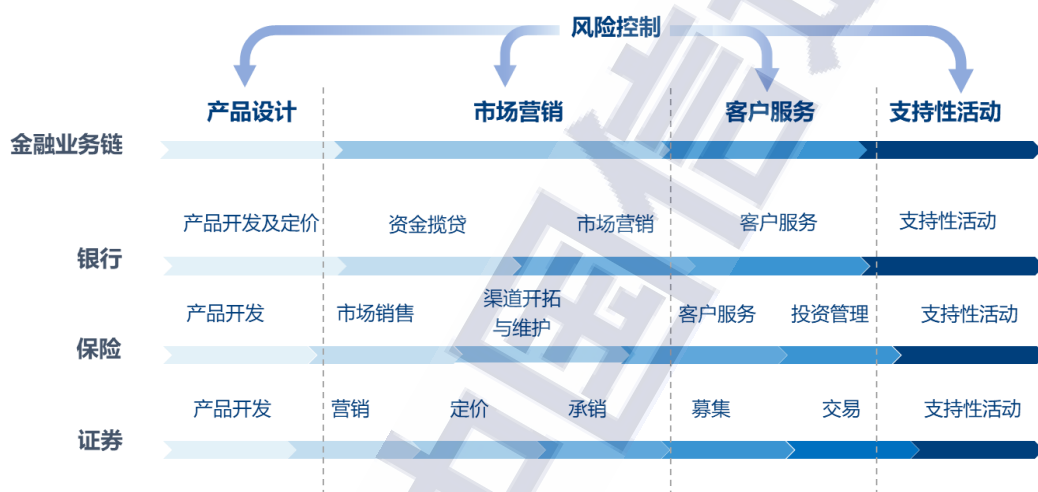 风险控制
产品设计 市场营销 客户服务 支持性活动
金融业务链
产品开发及定价 资金揽贷 市场营销 客户服务 支持性活动
银行
产品开发 市场销售 渠道开拓 客户服务 投资管理 支持性活动
与维护
保险
产品开发 营销 定价 承销 募集 交易 支持性活动
证券
中国信通